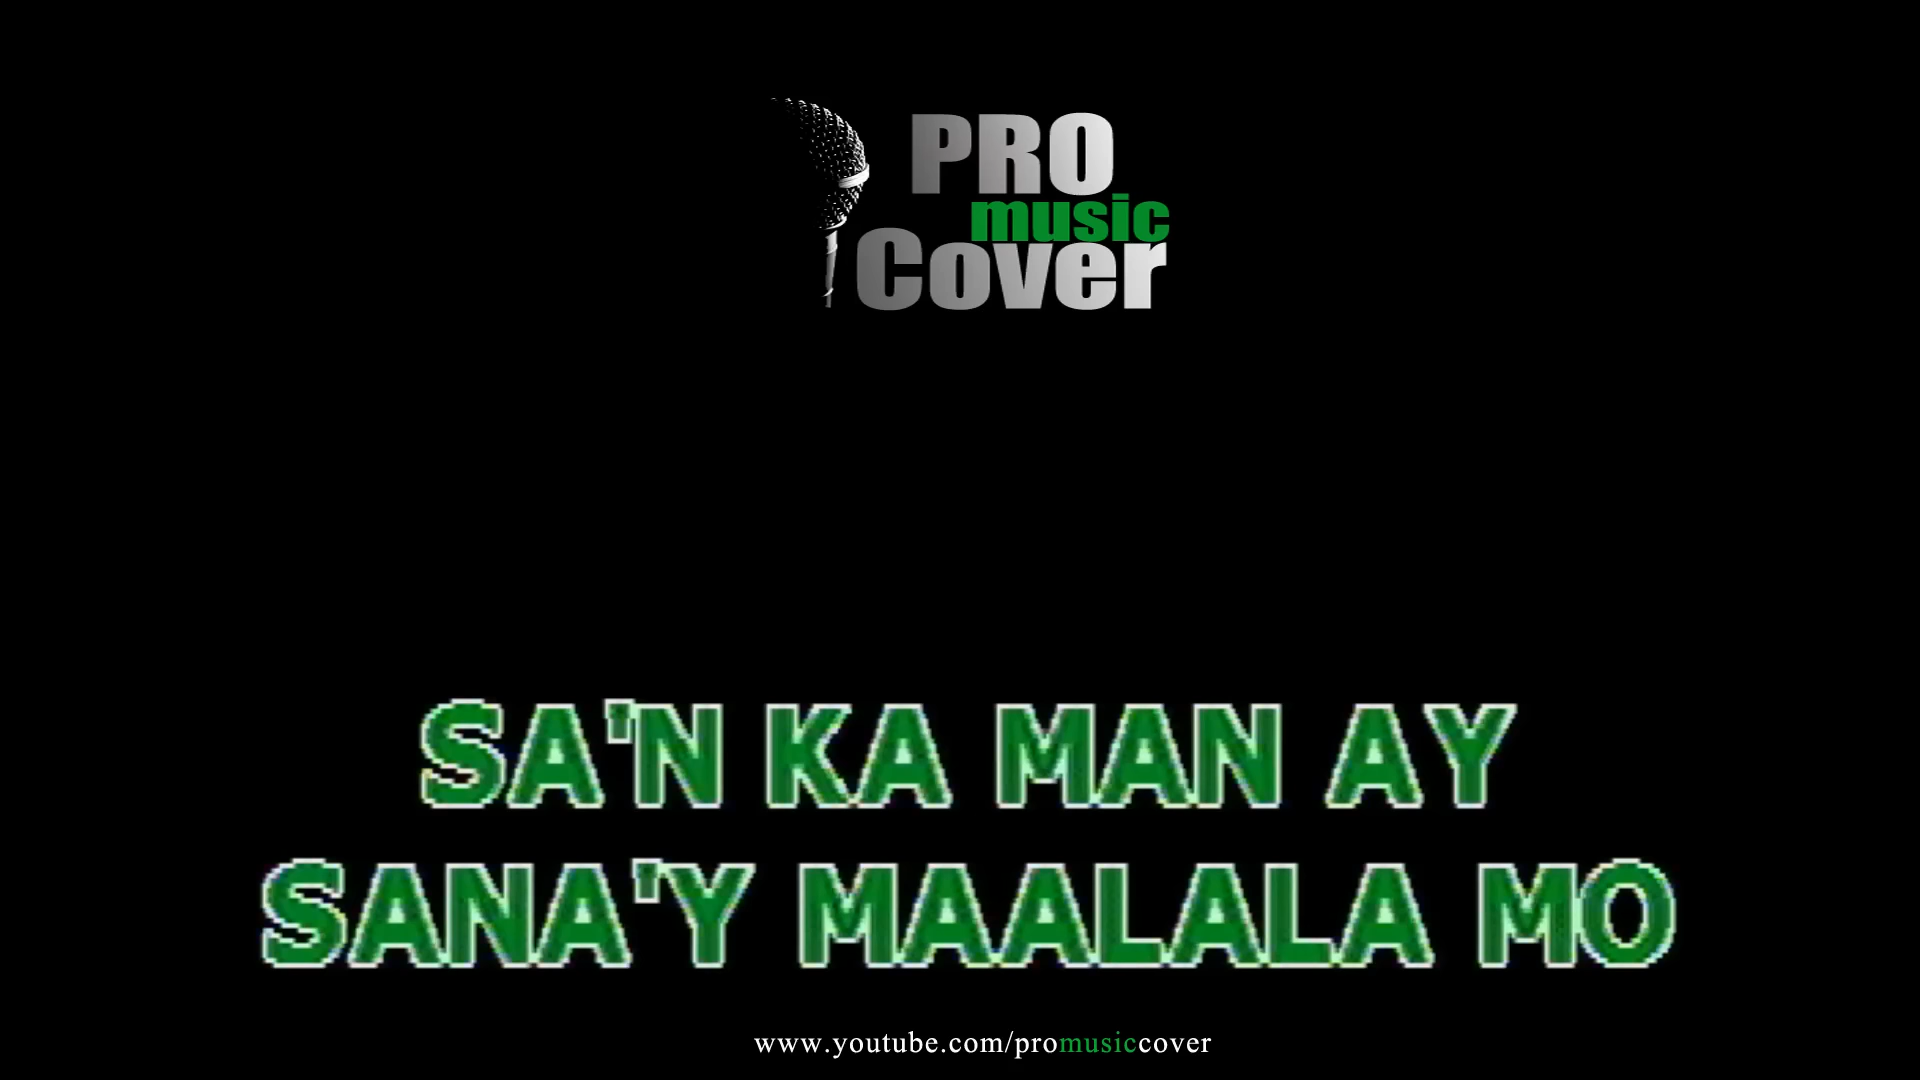 PRO
music
Cover
SA'N KA MAN AY
SANA'Y MAALALA MO
www.youtube.com/promusiccover